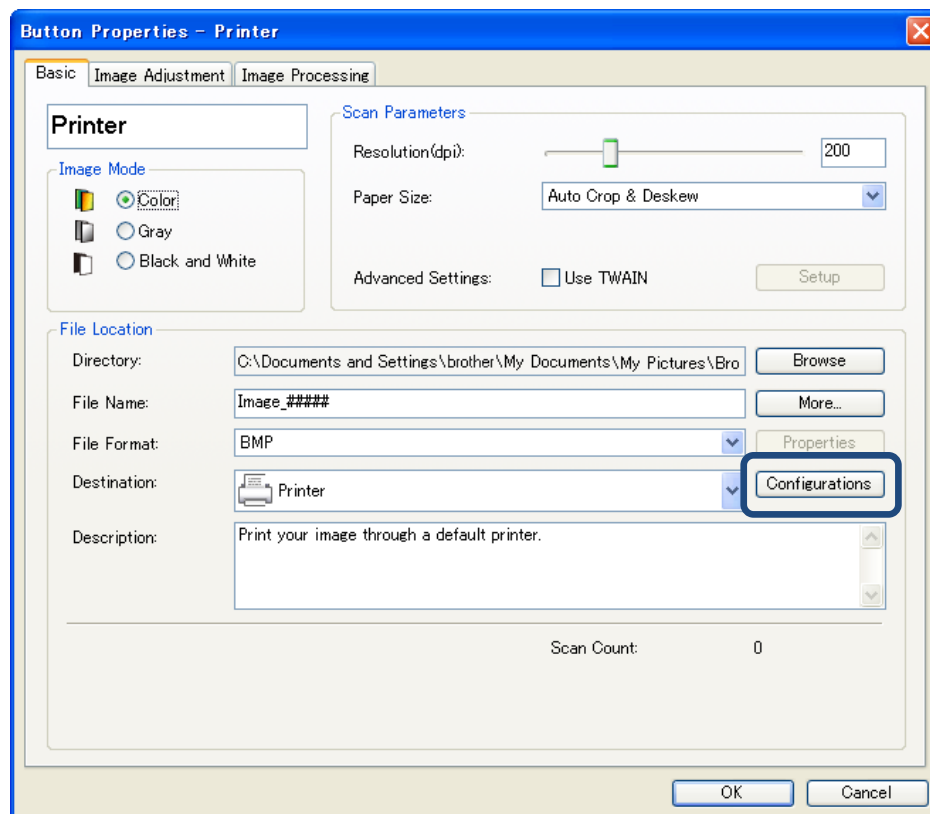 Button Properties - Printer
Basic Image Adjustment Image Processing
Printer
Image Mode
Color
Gray
Black and White
Scan Parameters
Resolution(dpi): 200
Paper Size: Auto Crop & Deskew
Advanced Settings: Use TWAIN Setup
File Location
Directory: C:\Documents and Settings\brother\My Documents\My Pictures\Bro Browse
File Name: Image_##### More...
File Format: BMP Properties
Destination: Printer Configurations
Description: Print your image through a default printer.
Scan Count: 0
OK Cancel